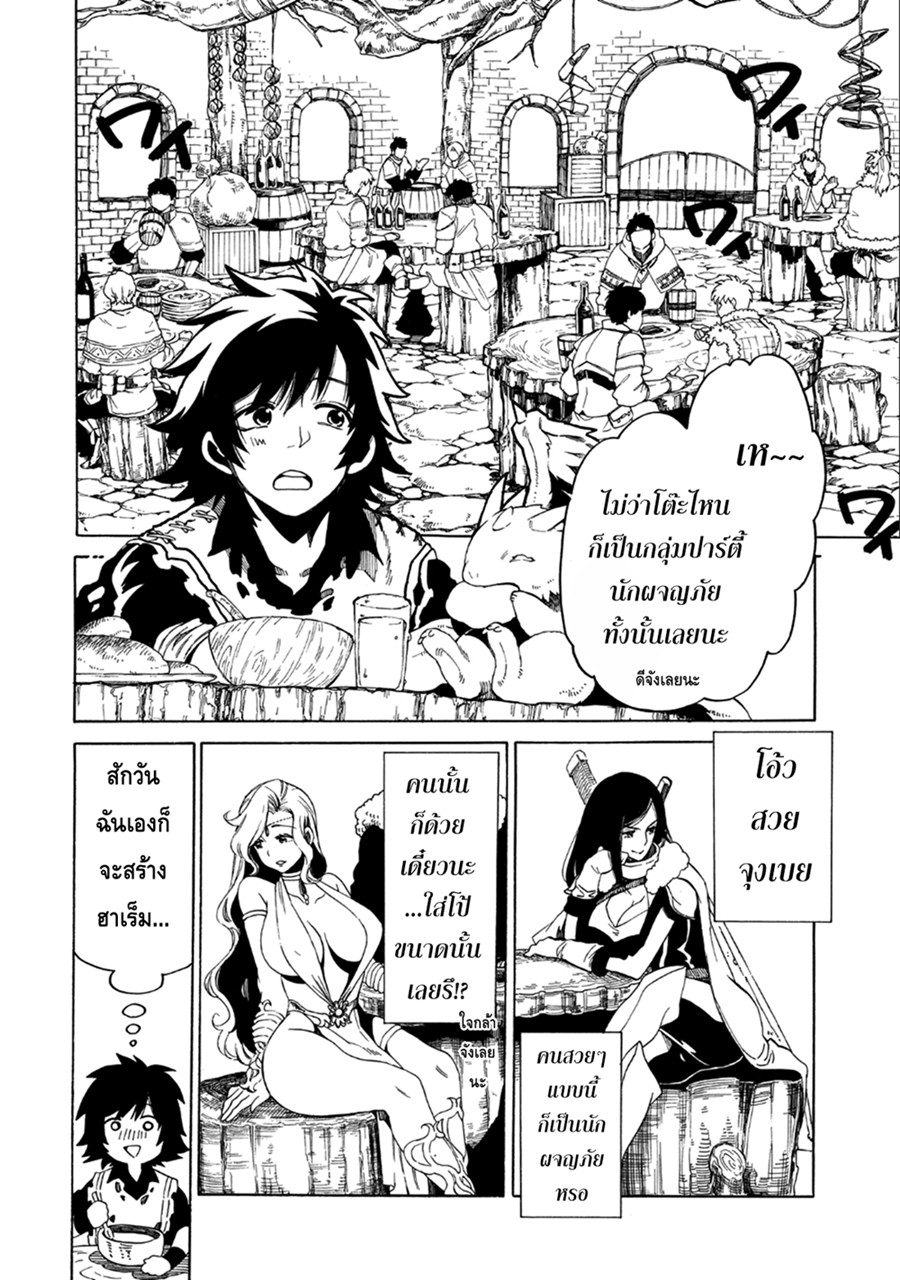 ワイ
ワイ
ワイ
ワイ
เห~~
ไม่ว่าโต๊ะไหน
ก็เป็นกลุ่มปาร์ตี้
นักผจญภัย
ทั้งนั้นเลยนะ
ดีจังเลยนะ
โอ้ว
สวย
จุงเบย
คนสวยๆ
แบบนี้
ก็เป็นนัก
ผจญภัย
หรอ
คนนั้น
ก็ด้วย
เดี๋ยวนะ
...ใส่โป้
ขนาดนั้น
เลยรึ!?
ใจกล้า
จังเลย
นะ
สักวัน
ฉันเองก็
จะสร้าง
ฮาเร็ม...